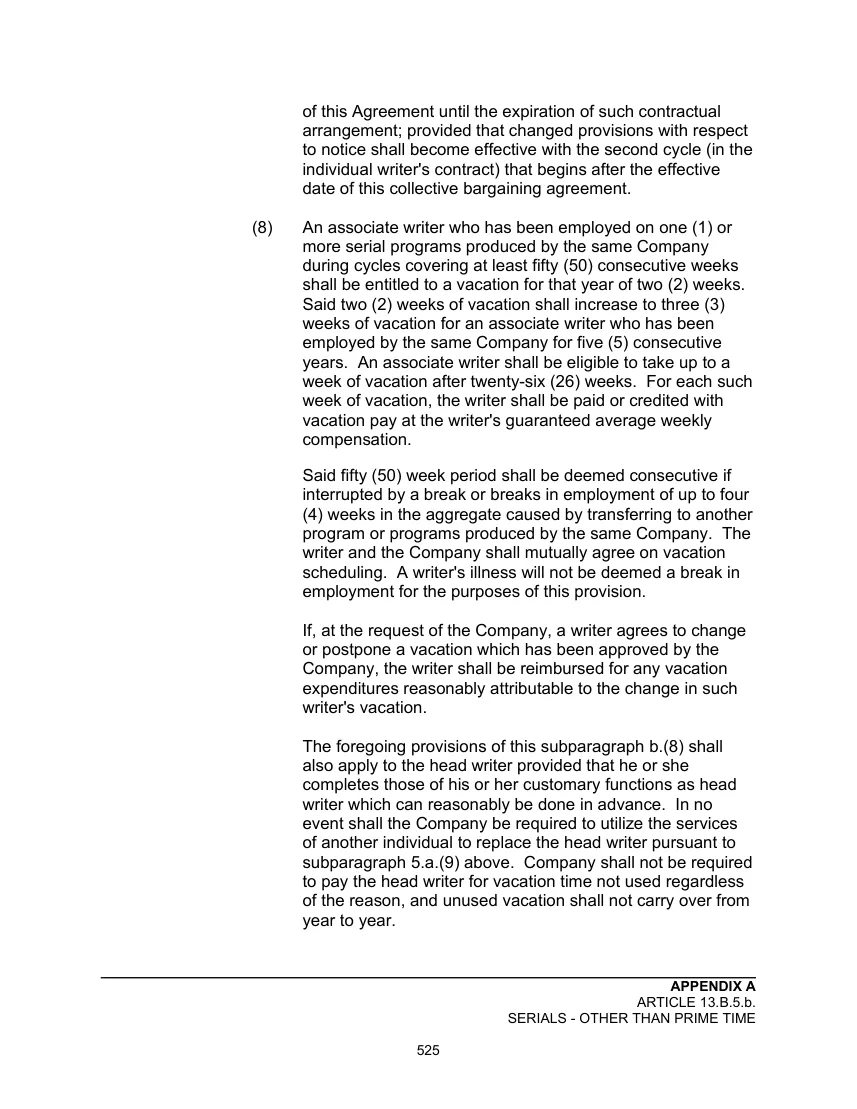 of this Agreement until the expiration of such contractual
arrangement; provided that changed provisions with respect
to notice shall become effective with the second cycle (in the
individual writer's contract) that begins after the effective
date of this collective bargaining agreement.
(8) An associate writer who has been employed on one (1) or
more serial programs produced by the same Company
during cycles covering at least fifty (50) consecutive weeks
shall be entitled to a vacation for that year of two (2) weeks.
Said two (2) weeks of vacation shall increase to three (3)
weeks of vacation for an associate writer who has been
employed by the same Company for five (5) consecutive
years.  An associate writer shall be eligible to take up to a
week of vacation after twenty-six (26) weeks.  For each such
week of vacation, the writer shall be paid or credited with
vacation pay at the writer's guaranteed average weekly
compensation.
Said fifty (50) week period shall be deemed consecutive if
interrupted by a break or breaks in employment of up to four
(4) weeks in the aggregate caused by transferring to another
program or programs produced by the same Company.  The
writer and the Company shall mutually agree on vacation
scheduling.  A writer's illness will not be deemed a break in
employment for the purposes of this provision.
If, at the request of the Company, a writer agrees to change
or postpone a vacation which has been approved by the
Company, the writer shall be reimbursed for any vacation
expenditures reasonably attributable to the change in such
writer's vacation.
The foregoing provisions of this subparagraph b.(8) shall
also apply to the head writer provided that he or she
completes those of his or her customary functions as head
writer which can reasonably be done in advance.  In no
event shall the Company be required to utilize the services
of another individual to replace the head writer pursuant to
subparagraph 5.a.(9) above.  Company shall not be required
to pay the head writer for vacation time not used regardless
of the reason, and unused vacation shall not carry over from
year to year.
APPENDIX A
ARTICLE 13.B.5.b.
SERIALS - OTHER THAN PRIME TIME
525